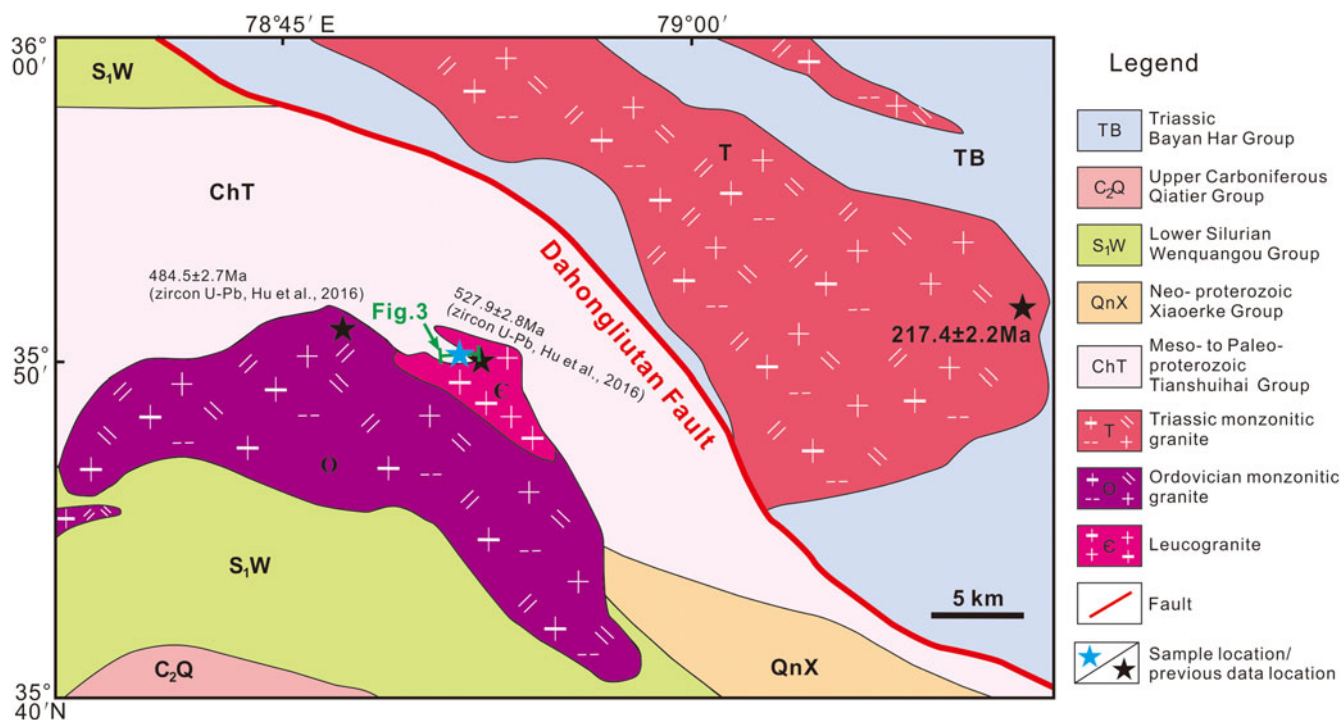 78°45′ E
79°00′
36°
00′
S₁W
Legend
T
TB
ChT
484.5±2.7Ma
(zircon U-Pb, Hu et al., 2016)
527.9±2.8Ma
(zircon U-Pb, Hu et al., 2016)
Fig.3
Dahongliutan Fault
217.4±2.2Ma
35°
50′
Є
O
S₁W
5 km
C₂Q
QnX
35°
40′N
TB
Triassic
Bayan Har Group
C₂Q
Upper Carboniferous
Qiatier Group
S₁W
Lower Silurian
Wenquangou Group
QnX
Neo- proterozoic
Xiaoerke Group
ChT
Meso- to Paleo-
proterozoic
Tianshuihai Group
T
Triassic monzonitic
granite
O
Ordovician monzonitic
granite
Є
Leucogranite
Fault
Sample location/
previous data location